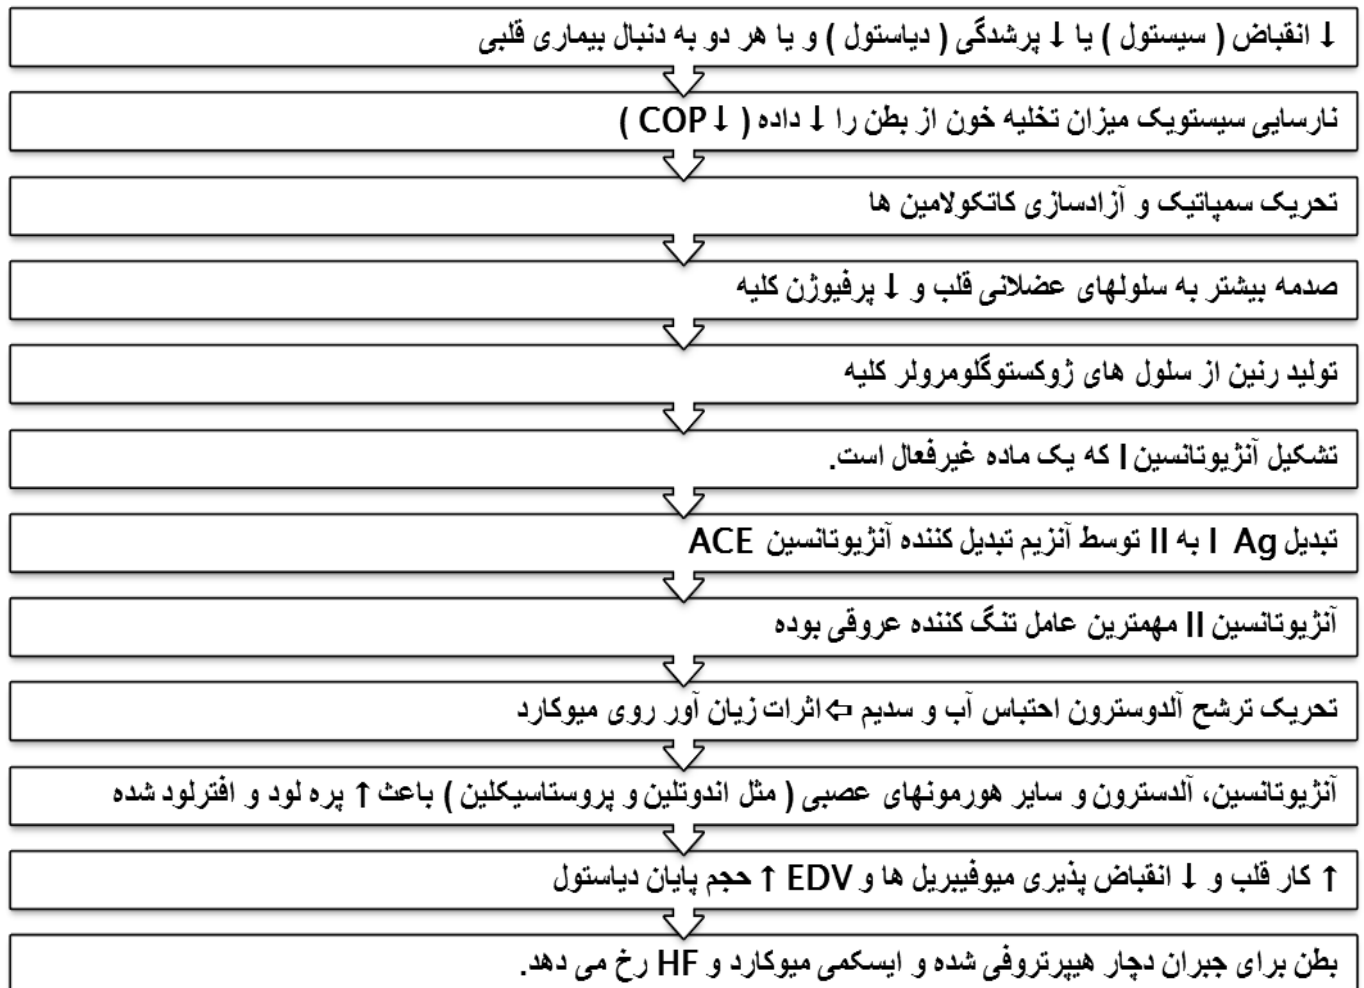 ↓ انقباض ( سیستول ) یا ↓ پرشدگی ( دیاستول ) و یا هر دو به دنبال بیماری قلبی
نارسایی سیستویک میزان تخلیه خون از بطن را ↓ داده ( ↓COP )
تحریک سمپاتیک و آزادسازی کاتکولامین ها
صدمه بیشتر به سلولهای عضلانی قلب و ↓ پرفیوژن کلیه
تولید رنین از سلول های ژوکستوگلومرولر کلیه
تشکیل آنژیوتانسین I که یک ماده غیرفعال است.
تبدیل I Ag به II توسط آنزیم تبدیل کننده آنژیوتانسین ACE
آنژیوتانسین II مهمترین عامل تنگ کننده عروقی بوده
تحریک ترشح آلدوسترون احتباس آب و سدیم ⇦ اثرات زیان آور روی میوکارد
آنژیوتانسین، آلدسترون و سایر هورمونهای عصبی ( مثل اندوتلین و پروستاسیکلین ) باعث ↑ پره لود و افترلود شده
↑ کار قلب و ↓ انقباض پذیری میوفیبریل ها و EDV ↑ حجم پایان دیاستول
بطن برای جبران دچار هیپرتروفی شده و ایسکمی میوکارد و HF رخ می دهد.